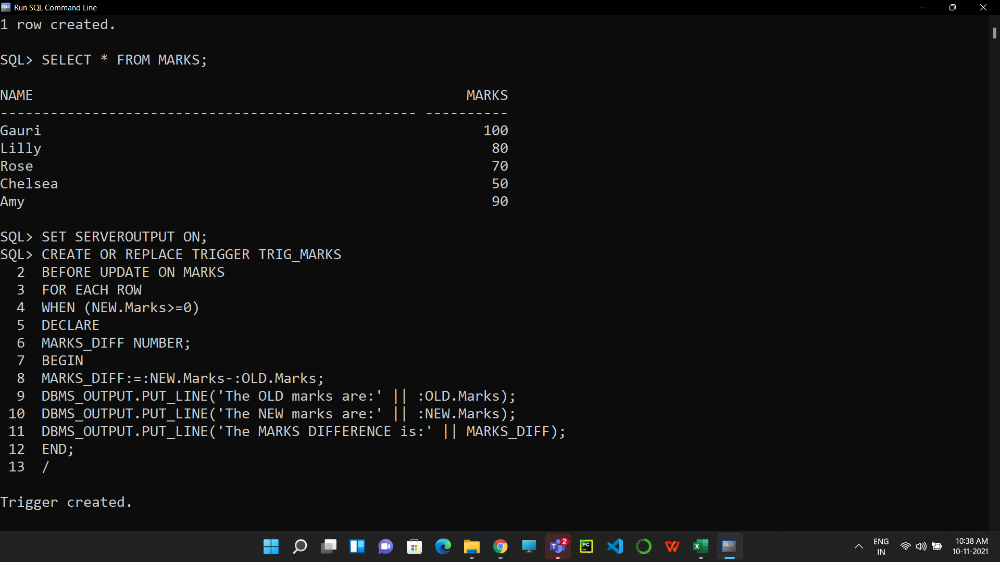 Run SQL Command Line
1 row created.
SQL> SELECT * FROM MARKS;
NAME                                                    MARKS
-------------------------------------------------- ----------
Gauri                                                     100
Lilly                                                      80
Rose                                                       70
Chelsea                                                    50
Amy                                                        90
SQL> SET SERVEROUTPUT ON;
SQL> CREATE OR REPLACE TRIGGER TRIG_MARKS
  2  BEFORE UPDATE ON MARKS
  3  FOR EACH ROW
  4  WHEN (NEW.Marks>=0)
  5  DECLARE
  6  MARKS_DIFF NUMBER;
  7  BEGIN
  8  MARKS_DIFF:=:NEW.Marks-:OLD.Marks;
  9  DBMS_OUTPUT.PUT_LINE('The OLD marks are:' || :OLD.Marks);
 10  DBMS_OUTPUT.PUT_LINE('The NEW marks are:' || :NEW.Marks);
 11  DBMS_OUTPUT.PUT_LINE('The MARKS DIFFERENCE is:' || MARKS_DIFF);
 12  END;
 13  /
Trigger created.
T 2 PC W X SQL>
ENG
IN
10:38 AM
10-11-2021